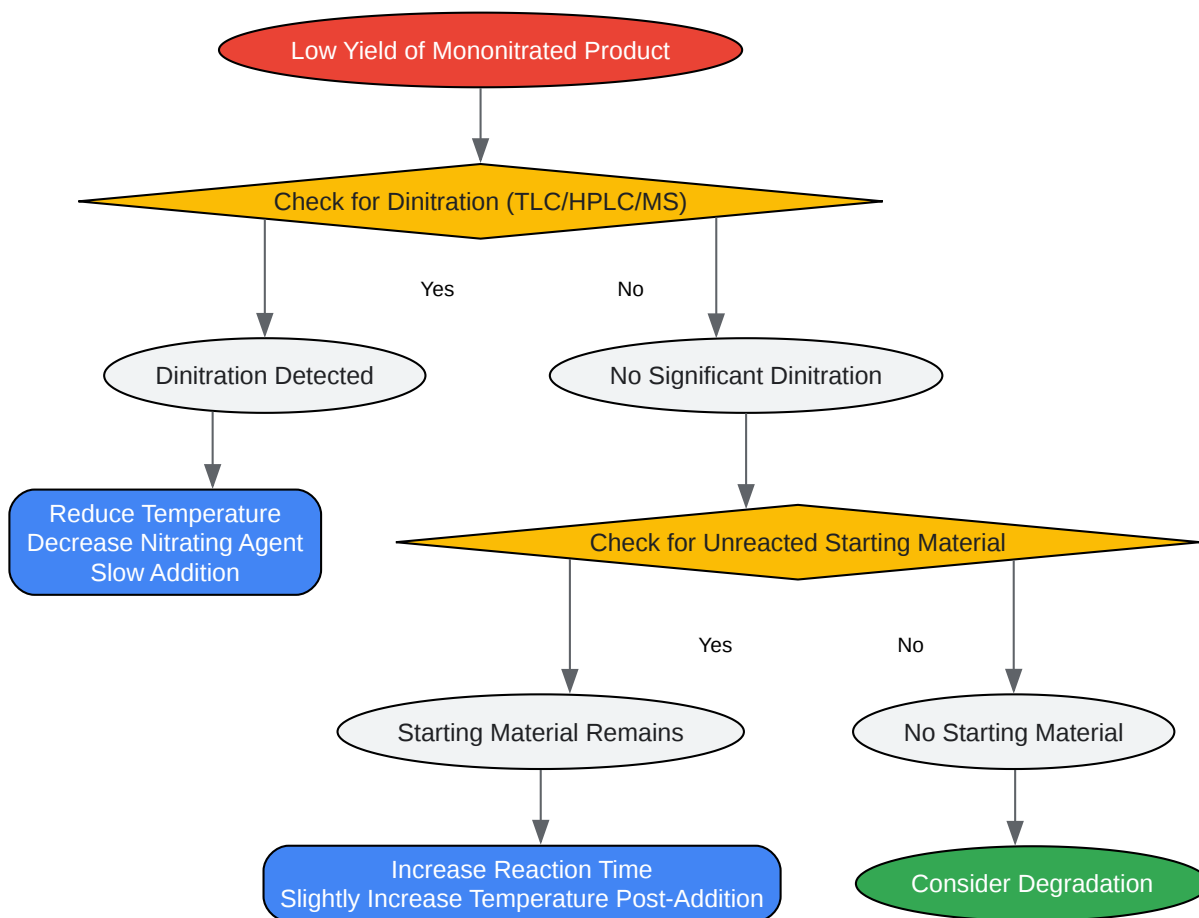 Low Yield of Mononitrated Product
Check for Dinitration (TLC/HPLC/MS)
Yes
No
Dinitration Detected
No Significant Dinitration
Reduce Temperature
Decrease Nitrating Agent
Slow Addition
Check for Unreacted Starting Material
Yes
No
Starting Material Remains
No Starting Material
Increase Reaction Time
Slightly Increase Temperature Post-Addition
Consider Degradation